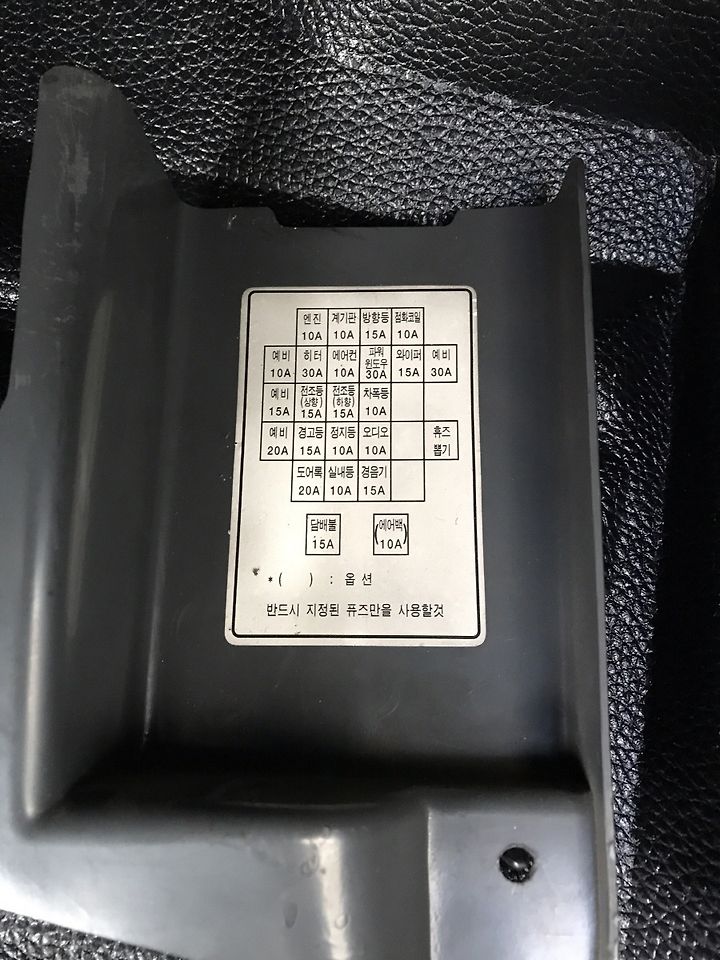 엔진 계기판 방향등 점화코일
10A 10A 15A 10A
예비 히터 에어컨 파워 윈도우 와이퍼 예비
10A 30A 10A 30A 15A 30A
예비 전조등 (상향) 전조등 (하향) 차폭등
15A 15A 15A 10A
예비 경고등 정지등 오디오 휴즈
20A 15A 10A 10A 뽑기
도어록 실내등 경음기
20A 10A 15A
담배불 (에어백)
15A 10A
*( ) : 옵션
반드시 지정된 퓨즈만을 사용할것